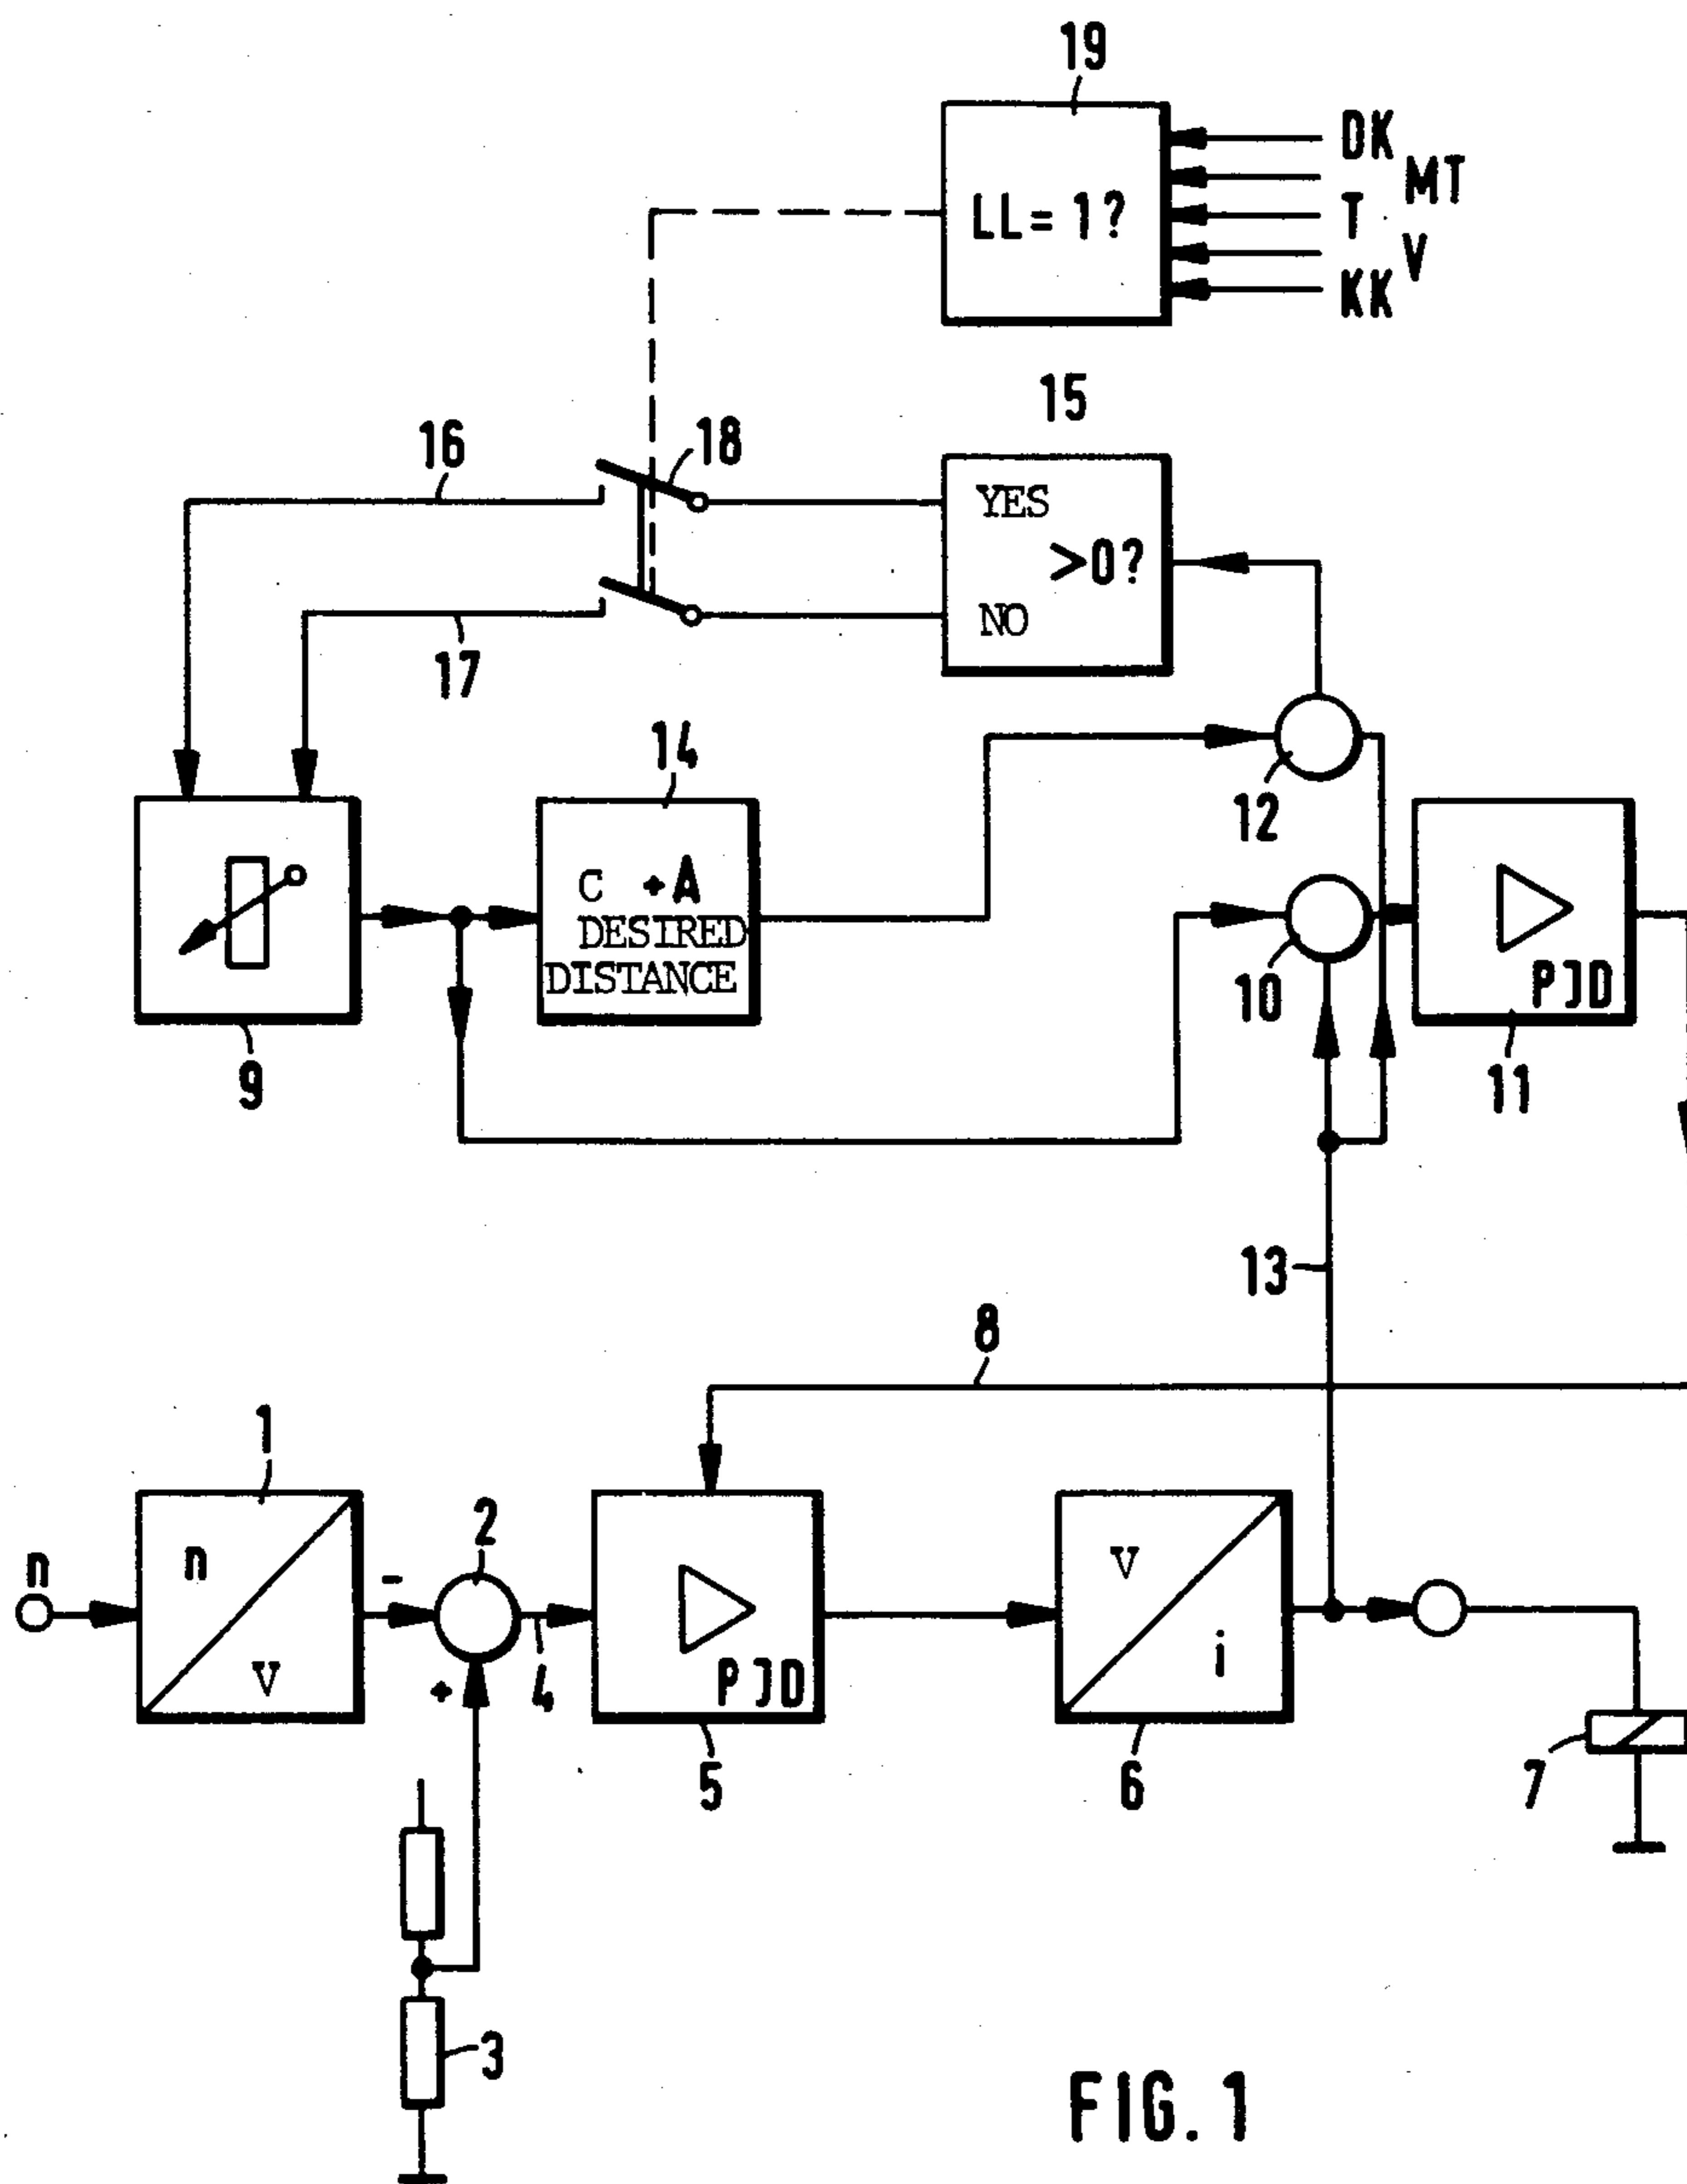 19
DK
MT
LL = 1 ?
T
V
KK
15
16
18
YES
>0?
NO
17
14
12
C +A
DESIRED
DISTANCE
10
PID
9
11
13
8
1
2
n
n
-
v
+
4
PID
v
i
5
6
7
3
FIG. 1